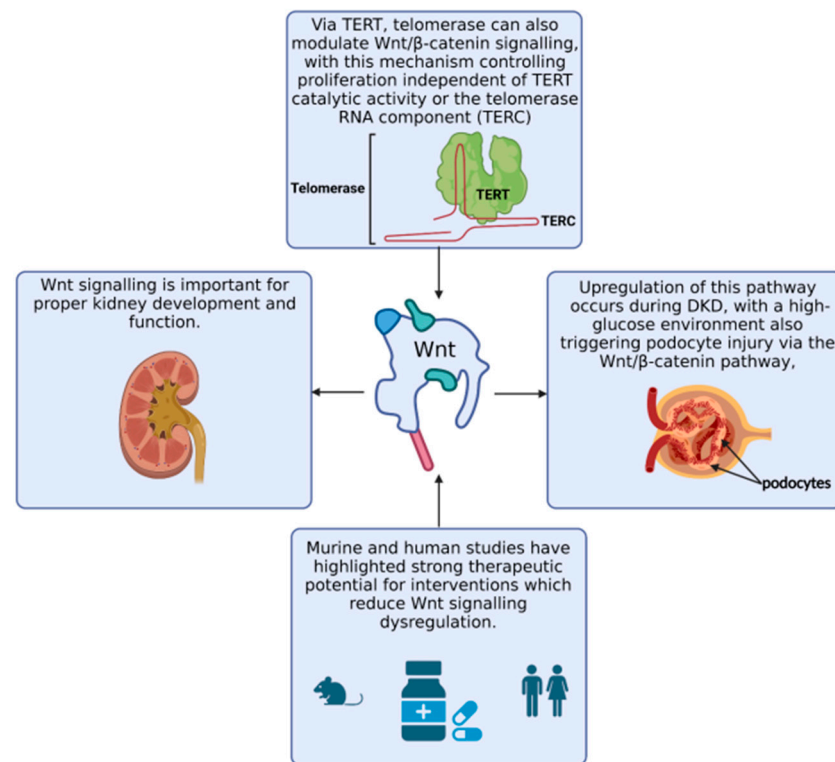 Via TERT, telomerase can also
modulate Wnt/β-catenin signalling,
with this mechanism controlling
proliferation independent of TERT
catalytic activity or the telomerase
RNA component (TERC)
Telomerase
TERT
TERC
Wnt signalling is important for
proper kidney development and
function.
Wnt
Upregulation of this pathway
occurs during DKD, with a high-
glucose environment also
triggering podocyte injury via the
Wnt/β-catenin pathway,
podocytes
Murine and human studies have
highlighted strong therapeutic
potential for interventions which
reduce Wnt signalling
dysregulation.